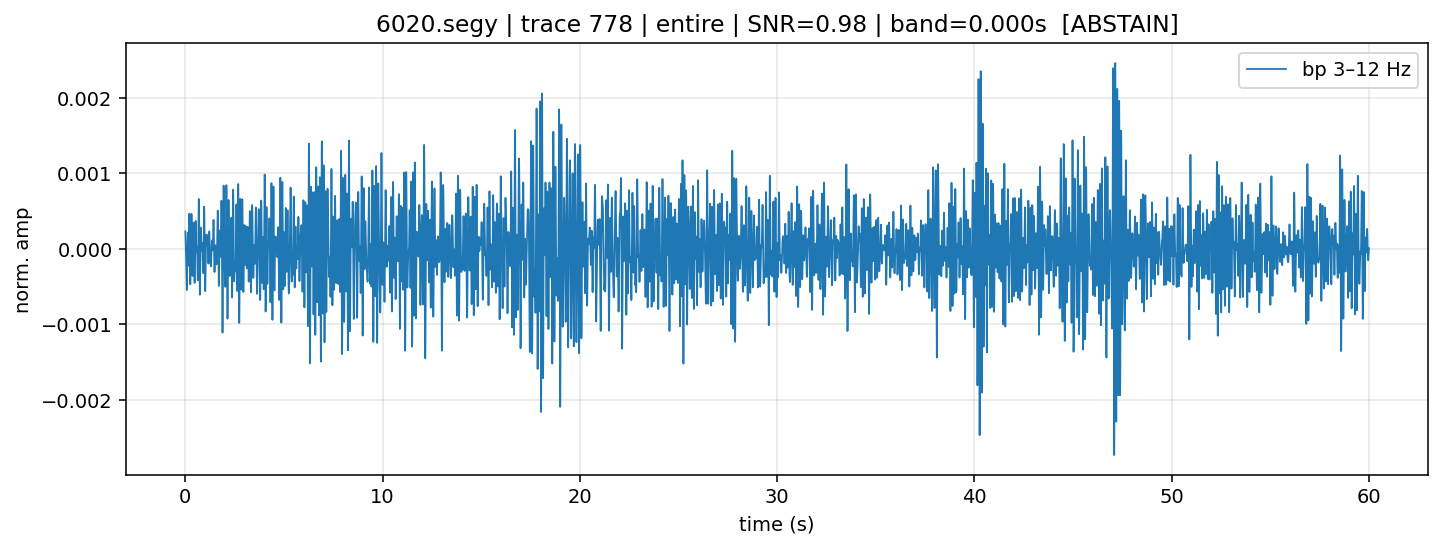 6020.segy | trace 778 | entire | SNR=0.98 | band=0.000s  [ABSTAIN]
bp 3–12 Hz
norm. amp
0.002
0.001
0.000
−0.001
−0.002
0 10 20 30 40 50 60
time (s)